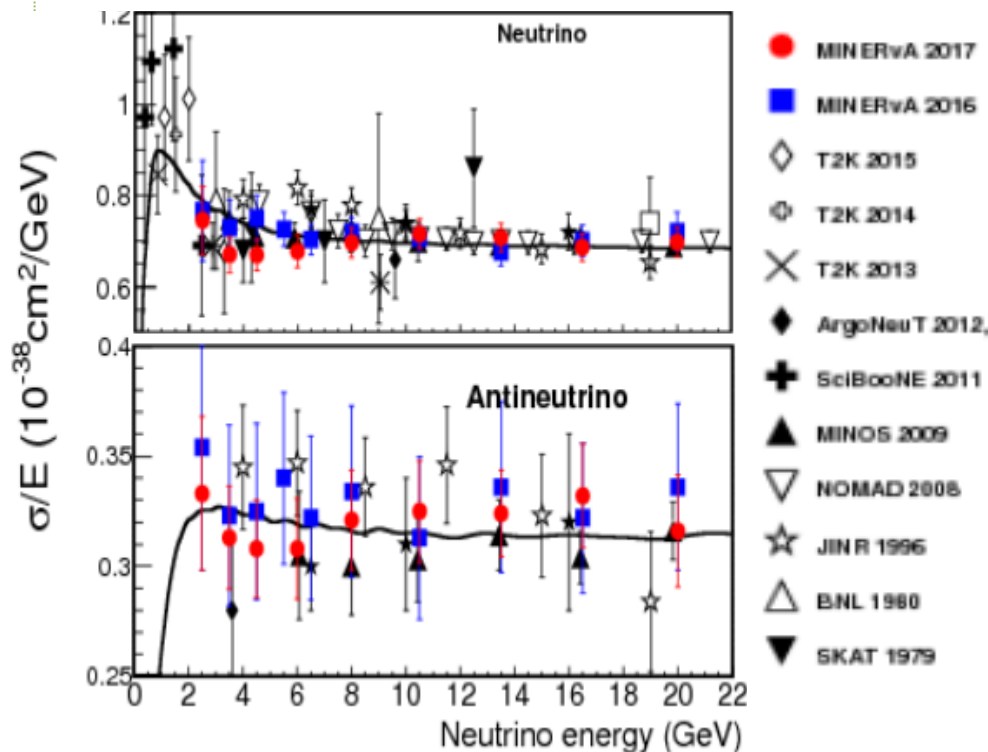 1.2
Neutrino
1
0.8
0.6
σ/E (10⁻³⁸cm²/GeV)
0.4
Antineutrino
0.35
0.3
0.25
0 2 4 6 8 10 12 14 16 18 20 22
Neutrino energy (GeV)
MINERνA 2017
MINERνA 2016
T2K 2015
T2K 2014
T2K 2013
ArgoNeuT 2012,
SciBooNE 2011
MINOS 2009
NOMAD 2008
JINR 1996
BNL 1980
SKAT 1979